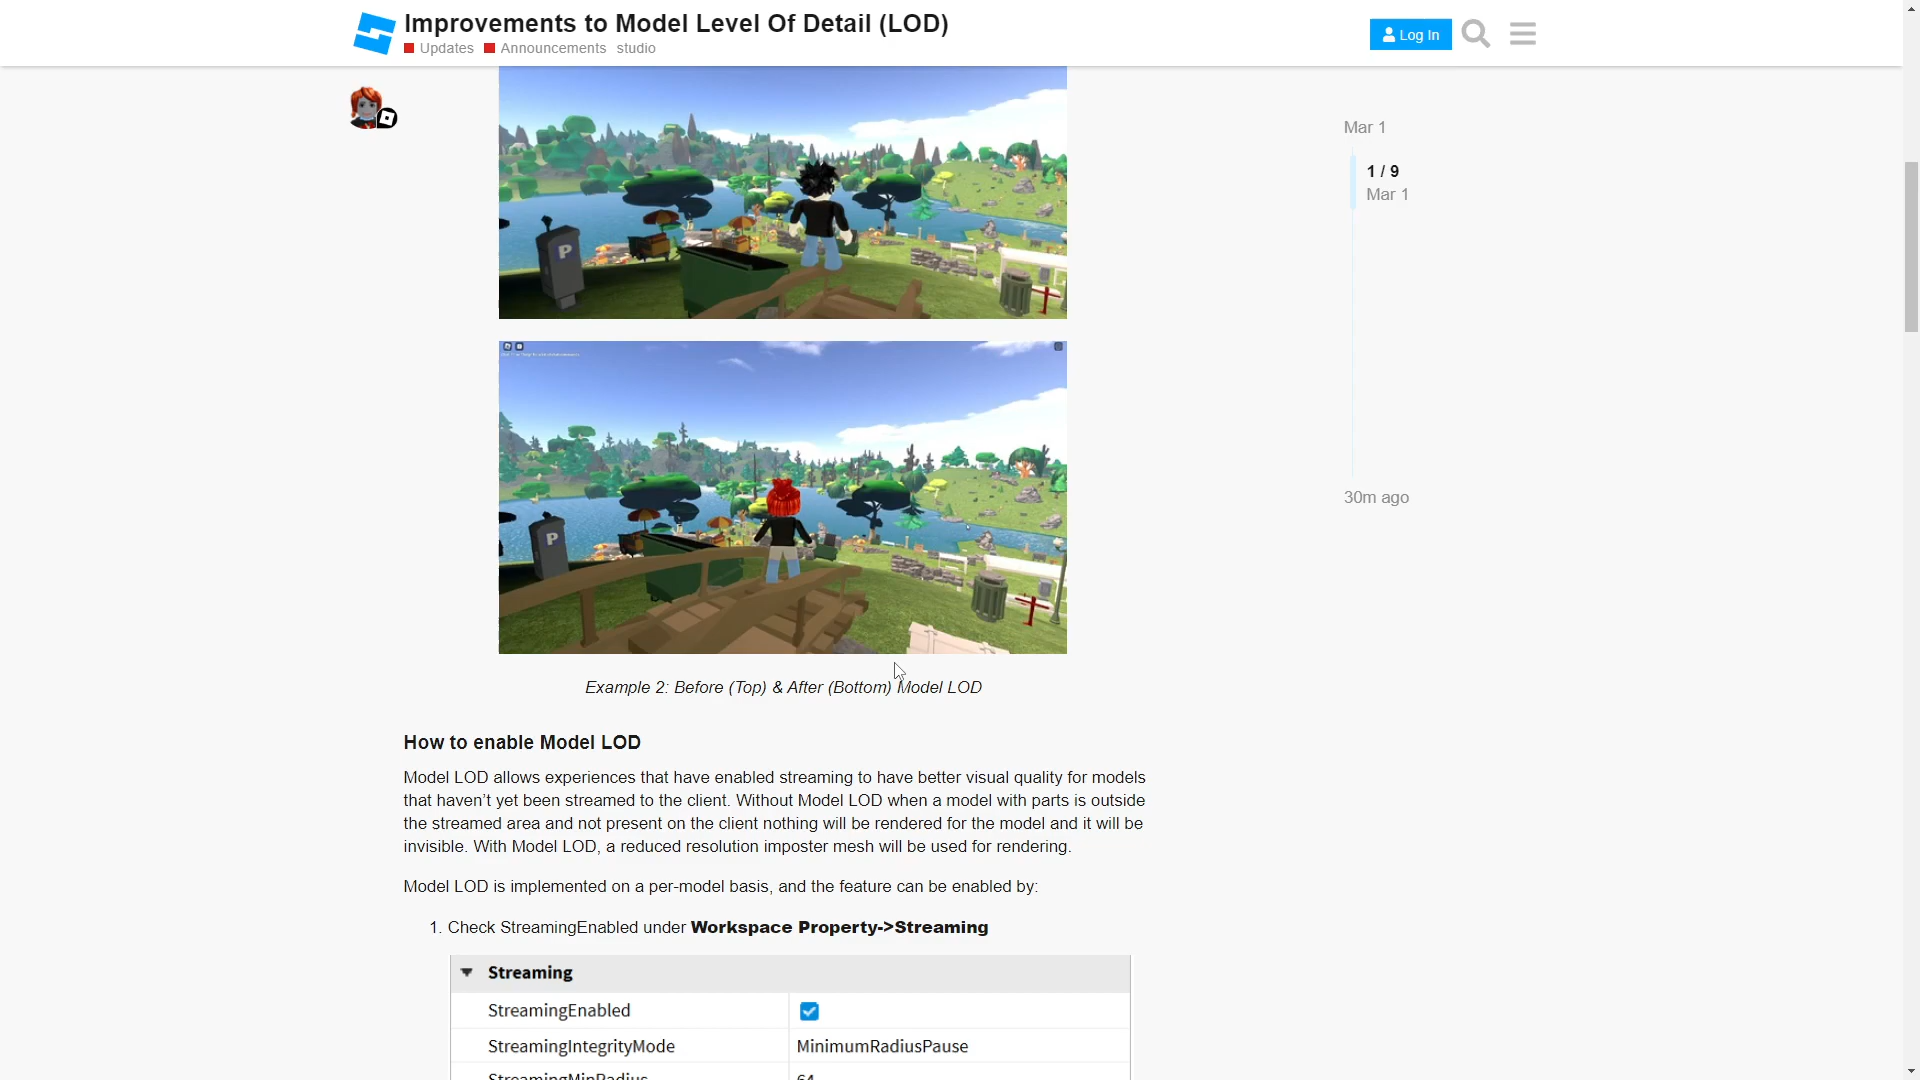 Improvements to Model Level Of Detail (LOD)
Updates Announcements studio
Log In
Mar 1
1 / 9
Mar 1
30m ago
P
P
Example 2: Before (Top) & After (Bottom) Model LOD
How to enable Model LOD
Model LOD allows experiences that have enabled streaming to have better visual quality for models
that haven’t yet been streamed to the client. Without Model LOD when a model with parts is outside
the streamed area and not present on the client nothing will be rendered for the model and it will be
invisible. With Model LOD, a reduced resolution imposter mesh will be used for rendering.
Model LOD is implemented on a per-model basis, and the feature can be enabled by:
1. Check StreamingEnabled under Workspace Property->Streaming
Streaming
StreamingEnabled
StreamingIntegrityMode MinimumRadiusPause
StreamingMinRadius 64